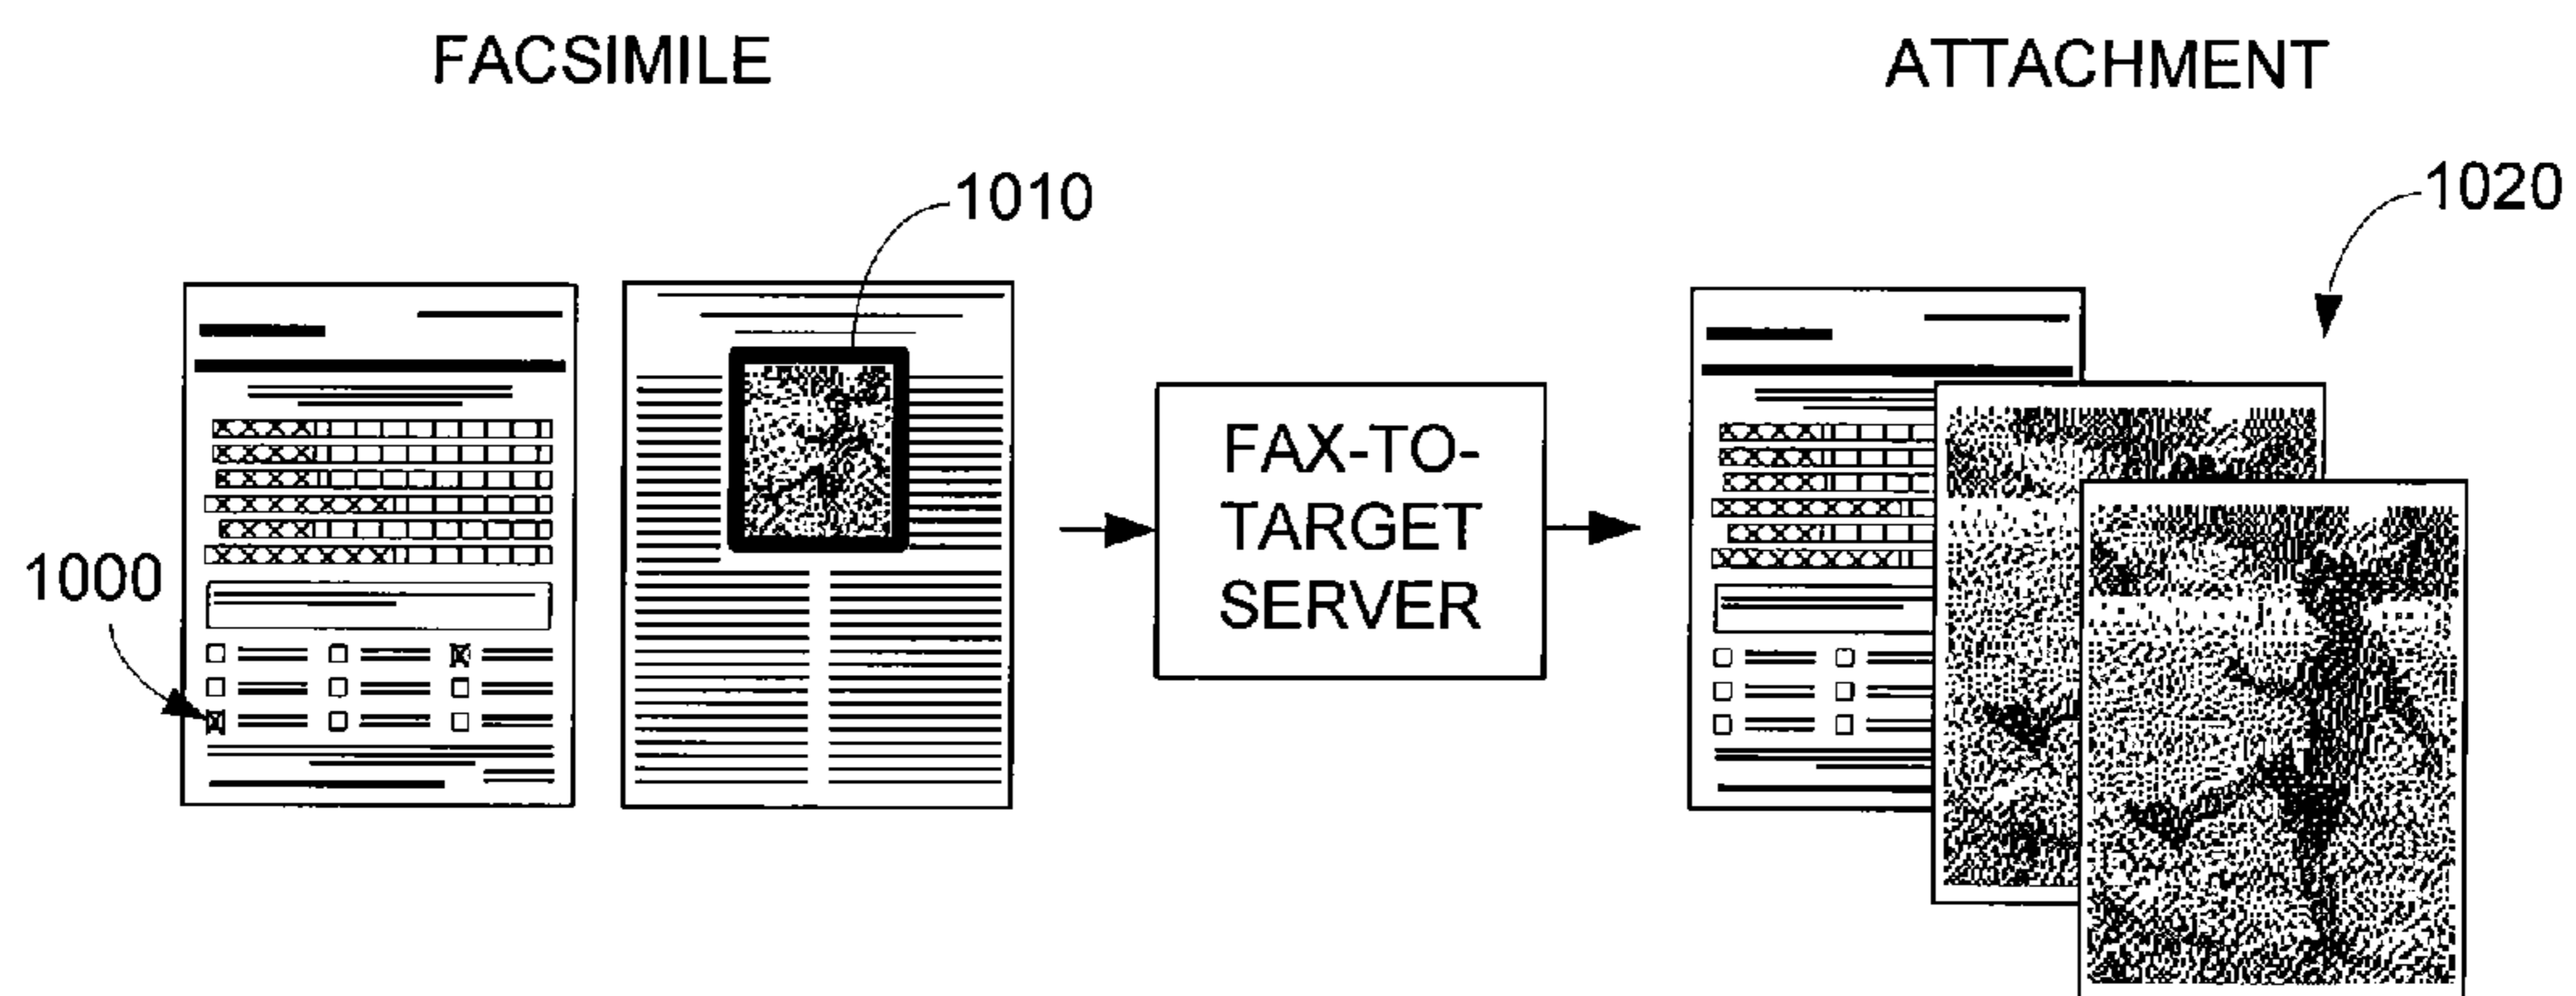 FACSIMILE
ATTACHMENT
1010
1020
1000
FAX-TO-
TARGET
SERVER